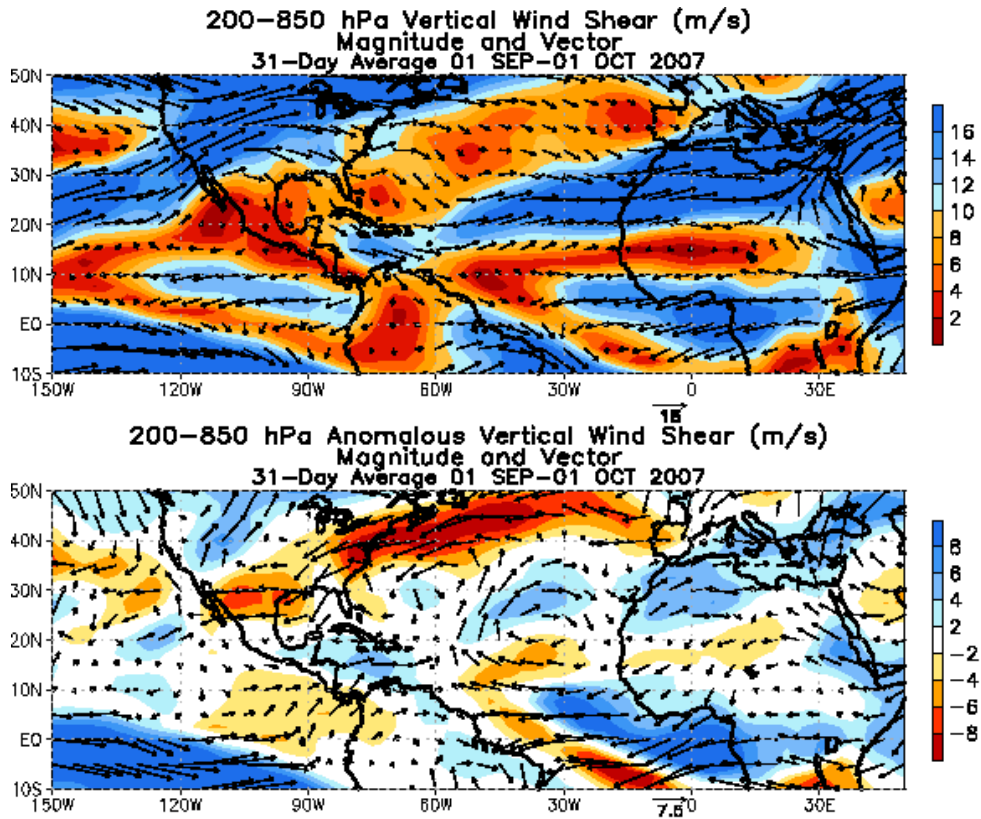 200-850 hPa Vertical Wind Shear (m/s)
Magnitude and Vector
31-Day Average 01 SEP-01 OCT 2007
50N
40N
30N
20N
10N
EQ
10S
150W 120W 90W 60W 30W 0 30E
16
14
12
10
8
6
4
2
15
200-850 hPa Anomalous Vertical Wind Shear (m/s)
Magnitude and Vector
31-Day Average 01 SEP-01 OCT 2007
50N
40N
30N
20N
10N
EQ
10S
150W 120W 90W 60W 30W 0 30E
8
6
4
2
-2
-4
-6
-8
7.5